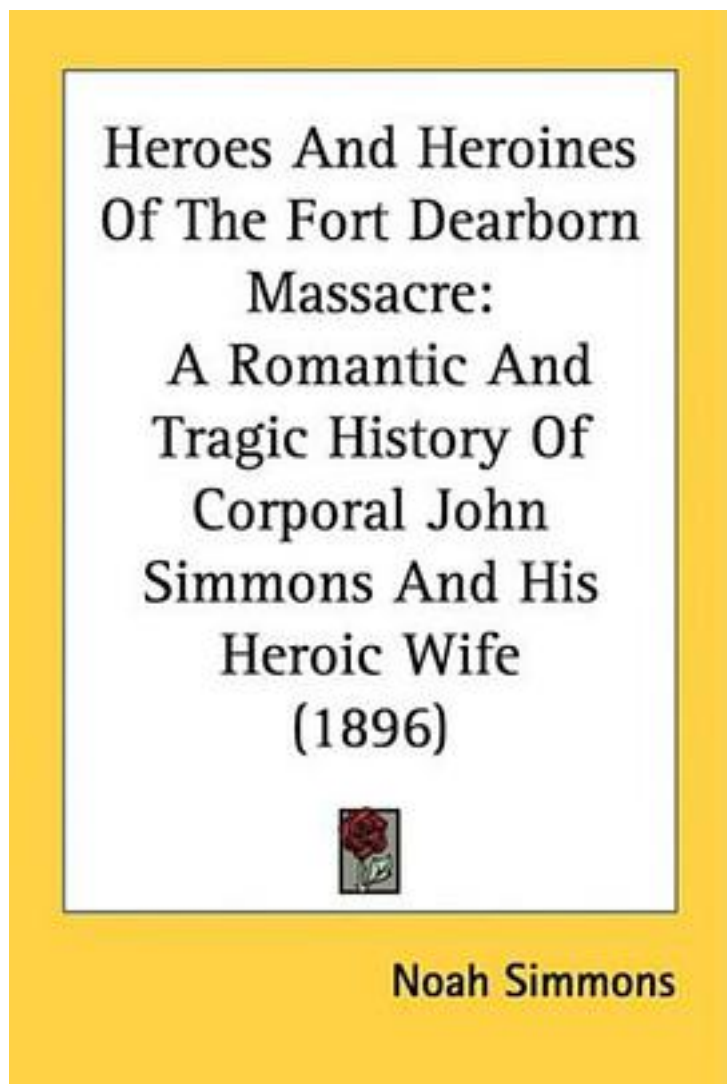 Heroes And Heroines
Of The Fort Dearborn
Massacre:
A Romantic And
Tragic History Of
Corporal John
Simmons And His
Heroic Wife
(1896)
Noah Simmons